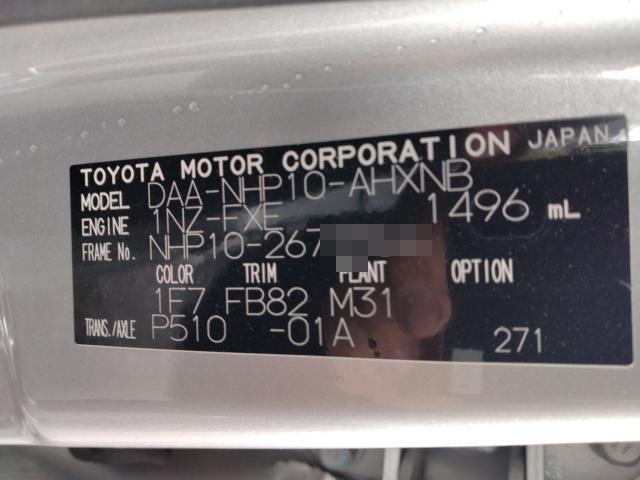 TOYOTA MOTOR CORPORATION JAPAN
MODEL DAA-NHP10-AHXNB
ENGINE 1NZ-FXE 1496 mL
FRAME No. NHP10-267
COLOR TRIM PLANT OPTION
1F7 FB82 M31
TRANS./AXLE P510 -01A 271